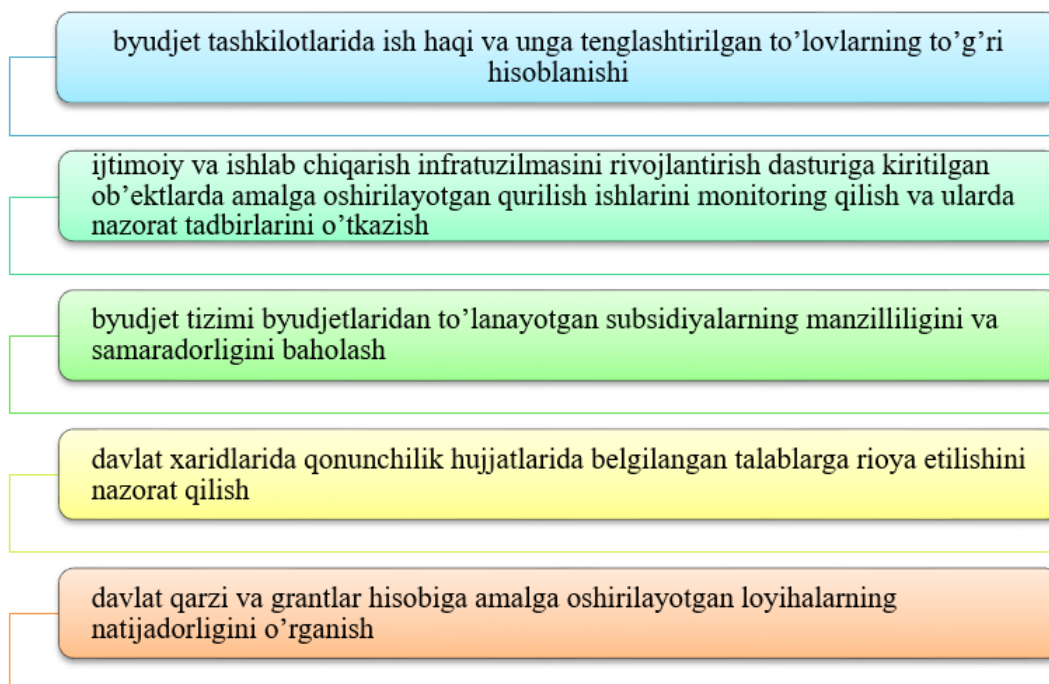 byudjet tashkilotlarida ish haqi va unga tenglashtirilgan to’lovlarning to’g’ri
hisoblanishi
ijtimoiy va ishlab chiqarish infratuzilmasini rivojlantirish dasturiga kiritilgan
ob’ektlarda amalga oshirilayotgan qurilish ishlarini monitoring qilish va ularda
nazorat tadbirlarini o’tkazish
byudjet tizimi byudjetlaridan to’lanayotgan subsidiyalarning manzilliligini va
samaradorligini baholash
davlat xaridlarida qonunchilik hujjatlarida belgilangan talablarga rioya etilishini
nazorat qilish
davlat qarzi va grantlar hisobiga amalga oshirilayotgan loyihalarning
natijadorligini o’rganish